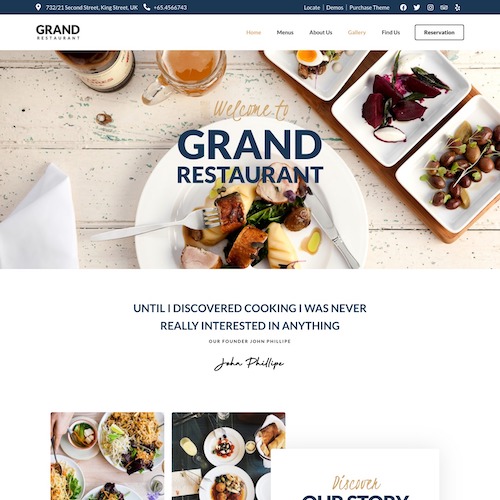 732/21 Second Street, King Street, UK +65.4566743 Locate Demos Purchase Theme
GRAND
RESTAURANT
Home Menus About Us Gallery Find Us Reservation
Welcome to
GRAND
RESTAURANT
UNTIL I DISCOVERED COOKING I WAS NEVER
REALLY INTERESTED IN ANYTHING
OUR FOUNDER JOHN PHILLIPE
John Phillipe
Discover
OUR STORY